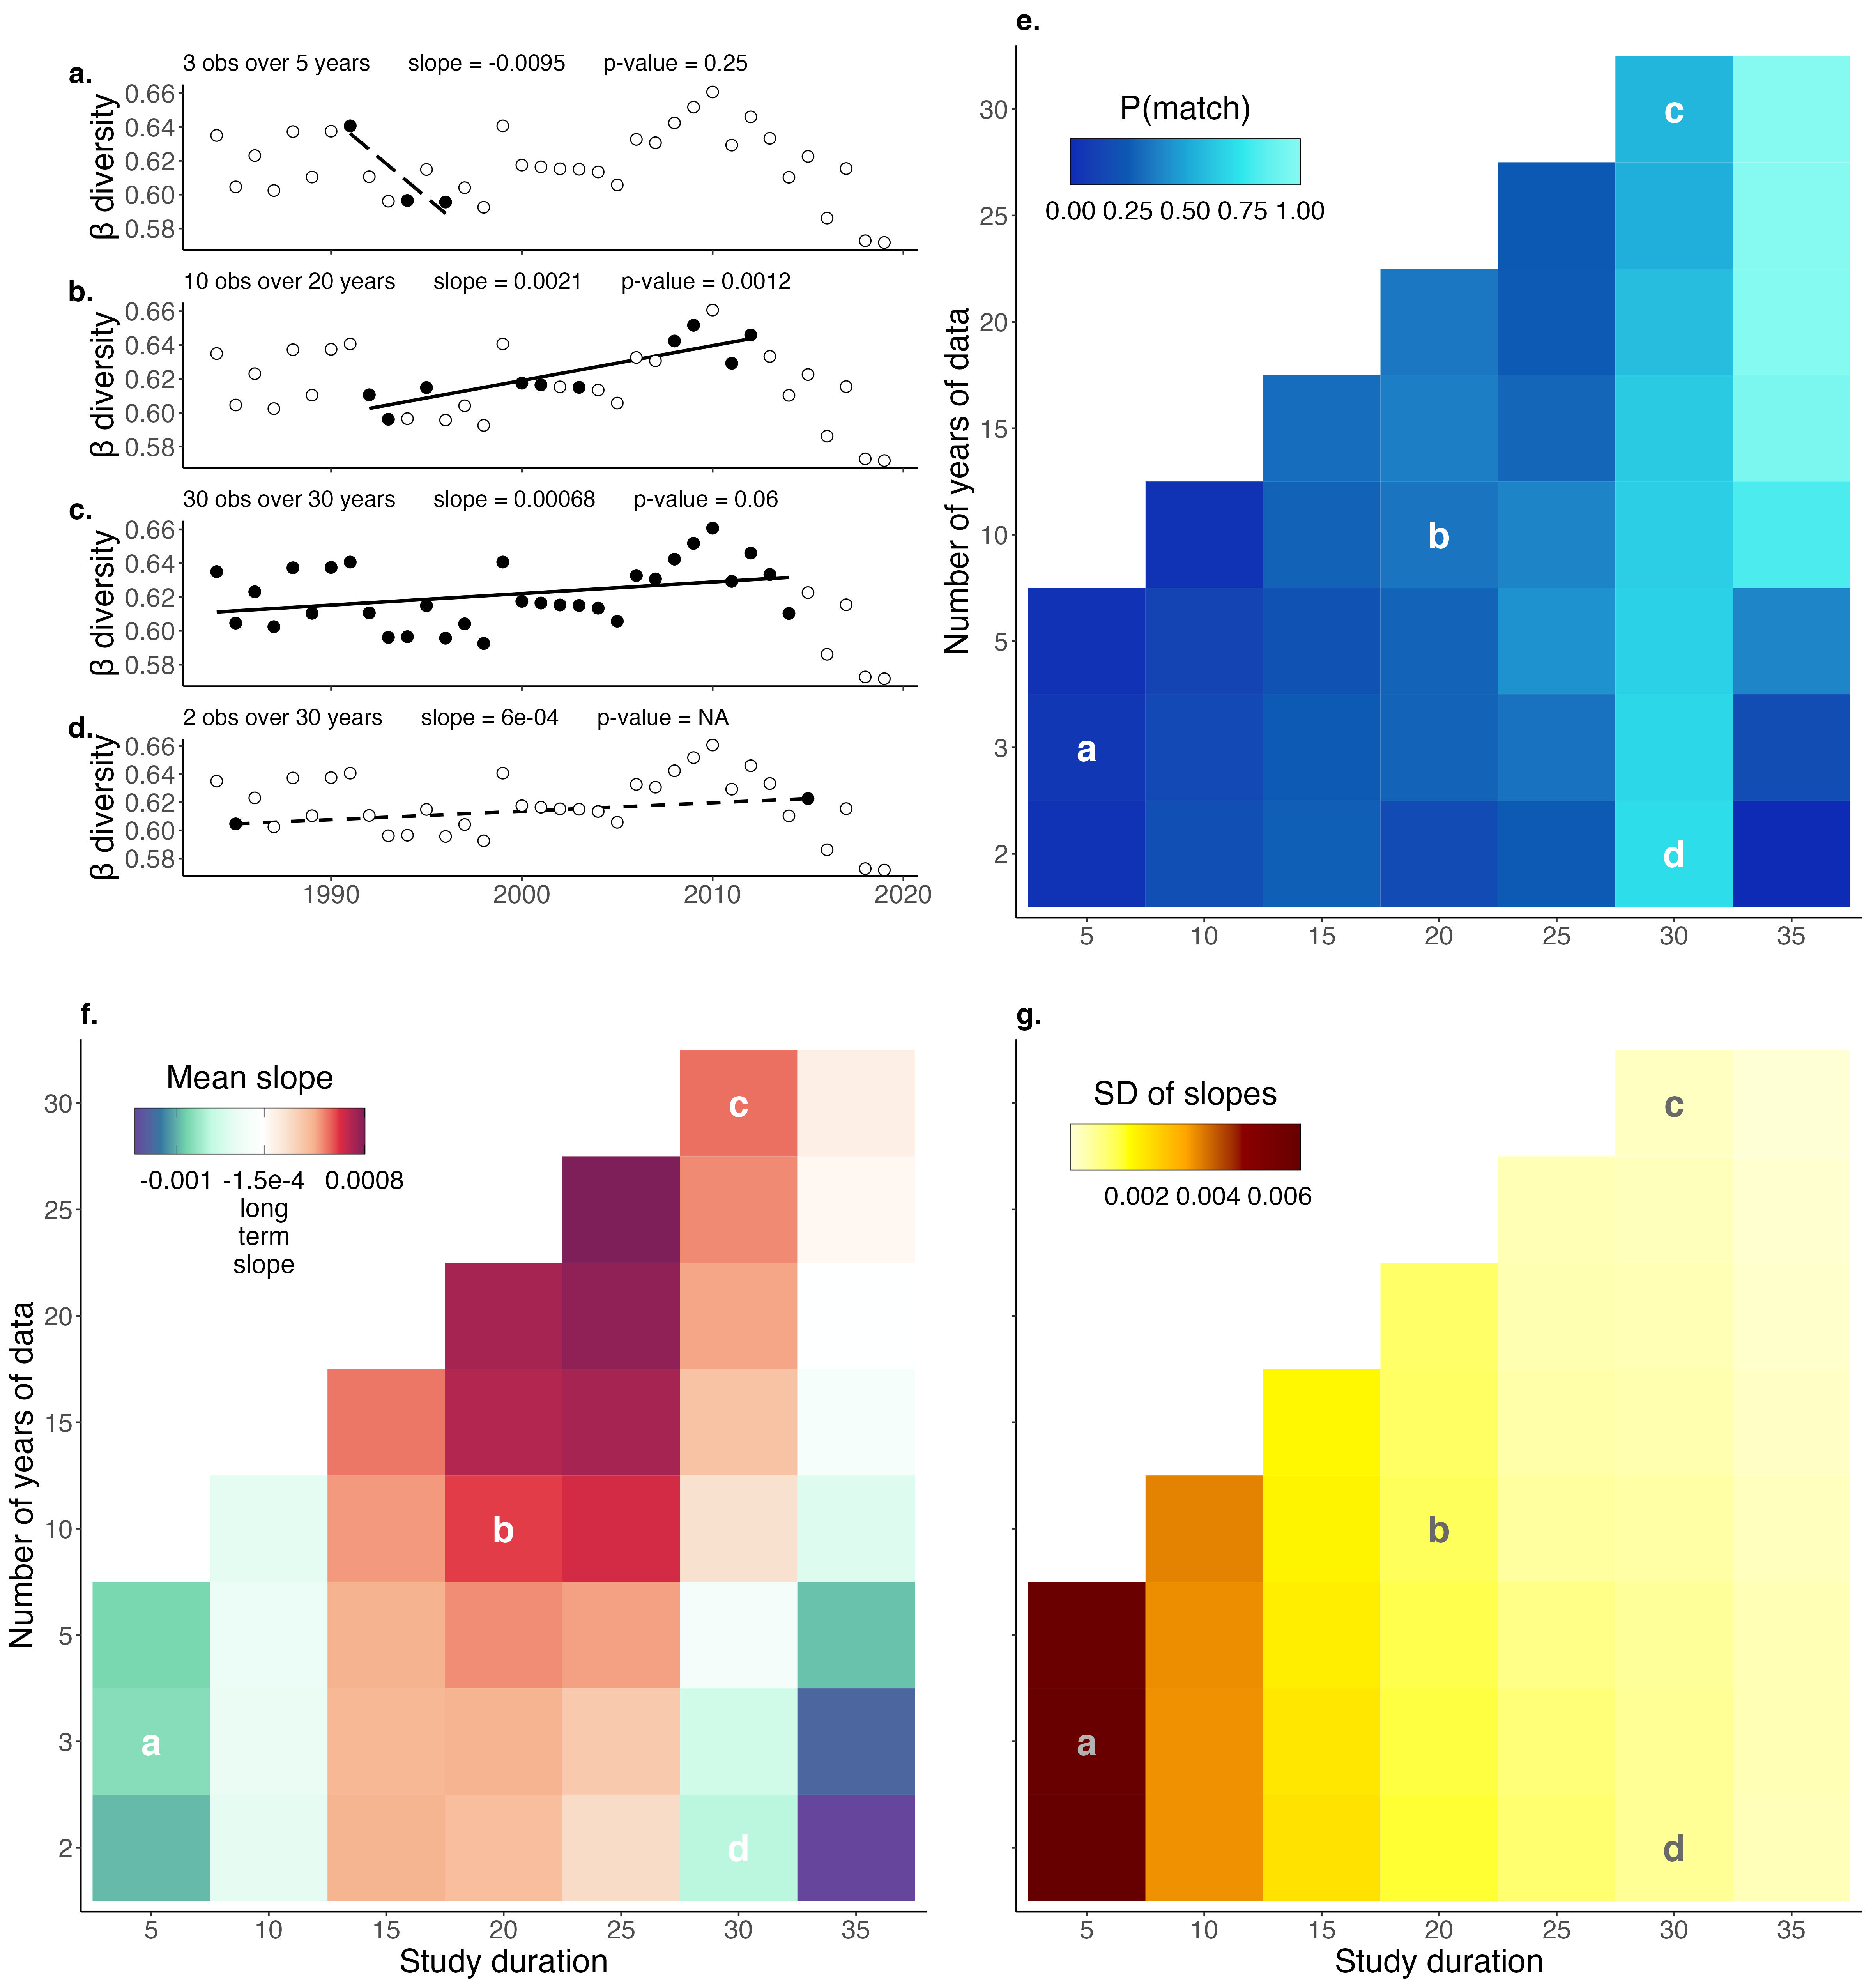 a.
3 obs over 5 years slope = -0.0095 p-value = 0.25
β diversity
0.66
0.64
0.62
0.60
0.58
b.
10 obs over 20 years slope = 0.0021 p-value = 0.0012
β diversity
0.66
0.64
0.62
0.60
0.58
c.
30 obs over 30 years slope = 0.00068 p-value = 0.06
β diversity
0.66
0.64
0.62
0.60
0.58
d.
2 obs over 30 years slope = 6e-04 p-value = NA
β diversity
0.66
0.64
0.62
0.60
0.58
1990 2000 2010 2020
e.
P(match)
0.00 0.25 0.50 0.75 1.00
Number of years of data
30
25
20
15
10
5
3
2
c
b
a
d
5 10 15 20 25 30 35
f.
Mean slope
-0.001 -1.5e-4 0.0008
long
term
slope
Number of years of data
30
25
20
15
10
5
3
2
c
b
a
d
5 10 15 20 25 30 35
Study duration
g.
SD of slopes
0.002 0.004 0.006
c
b
a
d
5 10 15 20 25 30 35
Study duration